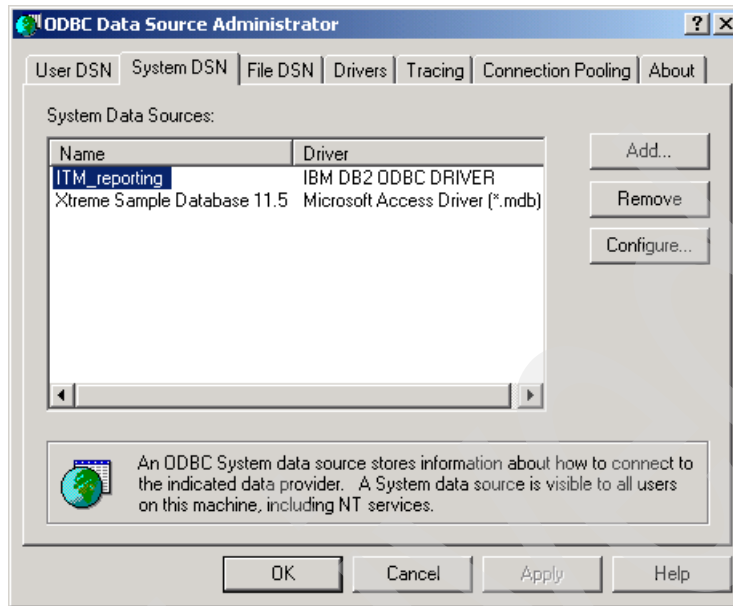 ODBC Data Source Administrator
User DSN System DSN File DSN Drivers Tracing Connection Pooling About
System Data Sources:
Name Driver
ITM_reporting IBM DB2 ODBC DRIVER
Xtreme Sample Database 11.5 Microsoft Access Driver (*.mdb)
Add...
Remove
Configure...
An ODBC System data source stores information about how to connect to
the indicated data provider. A System data source is visible to all users
on this machine, including NT services.
OK Cancel Apply Help